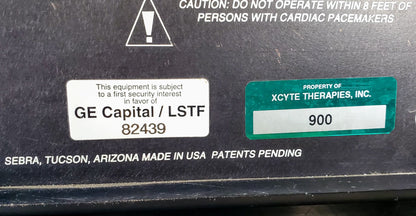 CAUTION: DO NOT OPERATE WITHIN 8 FEET OF
PERSONS WITH CARDIAC PACEMAKERS
!
This equipment is subject
to a first security interest
in favor of
GE Capital / LSTF
82439
PROPERTY OF
XCYTE THERAPIES, INC.
900
SEBRA, TUCSON, ARIZONA MADE IN USA PATENTS PENDING